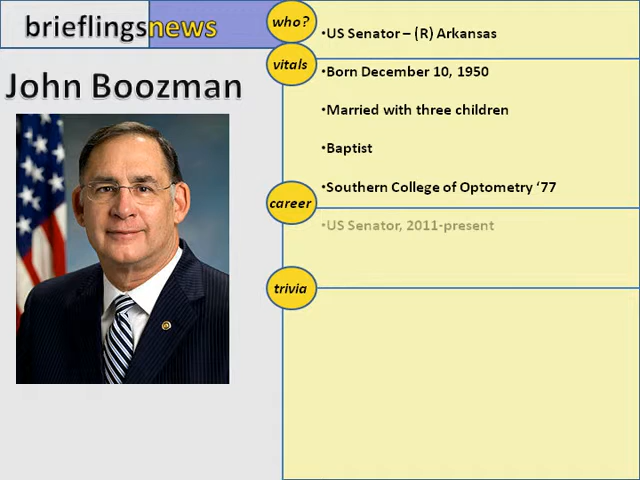 brieflingsnews
John Boozman
who?
•US Senator – (R) Arkansas
vitals
•Born December 10, 1950
•Married with three children
•Baptist
•Southern College of Optometry ‘77
career
•US Senator, 2011-present
trivia